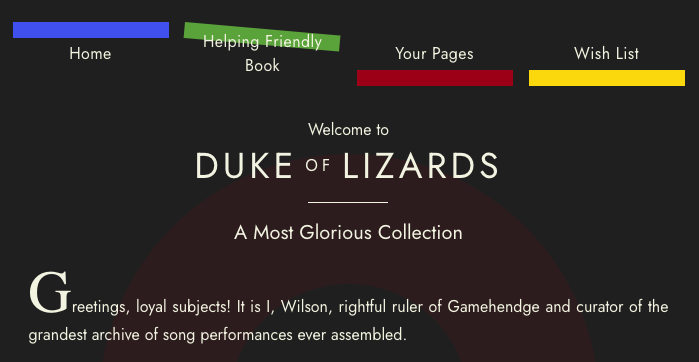 Home
Helping Friendly
Book
Your Pages
Wish List
Welcome to
DUKE OF LIZARDS
A Most Glorious Collection
Greetings, loyal subjects! It is I, Wilson, rightful ruler of Gamehendge and curator of the
grandest archive of song performances ever assembled.